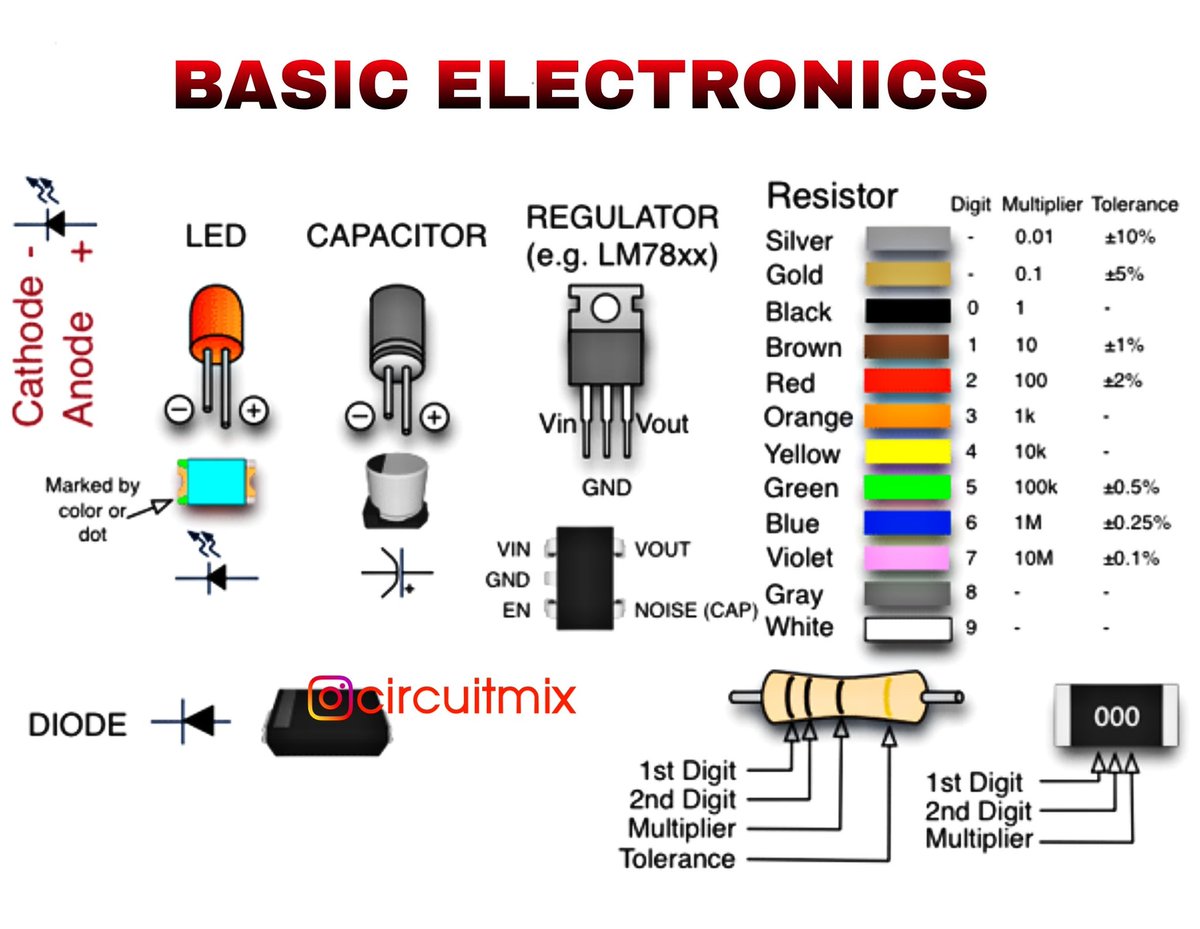 BASIC ELECTRONICS
Cathode -
Anode +
LED
CAPACITOR
REGULATOR
(e.g. LM78xx)
Vin
Vout
GND
Marked by
color or
dot
VIN
GND
EN
VOUT
NOISE (CAP)
DIODE
circuitmix
Resistor Digit Multiplier Tolerance
Silver - 0.01 ±10%
Gold - 0.1 ±5%
Black 0 1 -
Brown 1 10 ±1%
Red 2 100 ±2%
Orange 3 1k -
Yellow 4 10k -
Green 5 100k ±0.5%
Blue 6 1M ±0.25%
Violet 7 10M ±0.1%
Gray 8 - -
White 9 - -
1st Digit
2nd Digit
Multiplier
Tolerance
000
1st Digit
2nd Digit
Multiplier